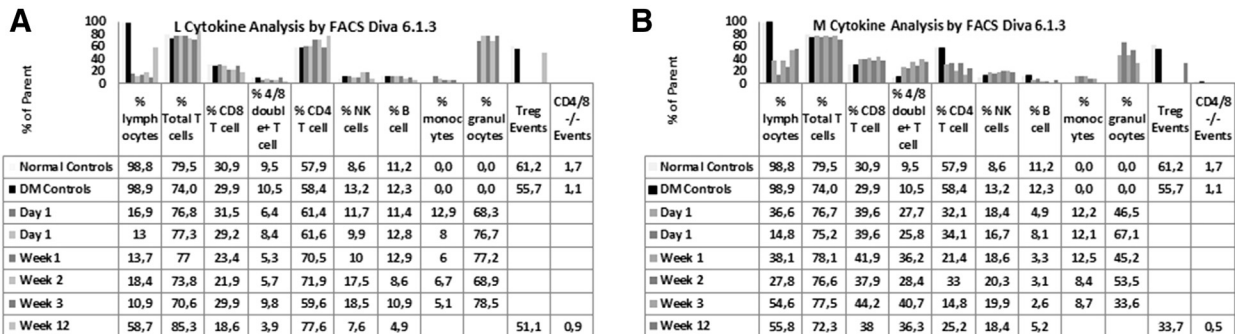 A
L Cytokine Analysis by FACS Diva 6.1.3
% of Parent
100
80
60
40
20
0
% lymph ocytes % Total T cells % CD8 T cell % 4/8 doubl e+ T cell % CD4 T cell % NK cells % B cell % monoc ytes % granul ocytes Treg Events CD4/8 -/- Events
Normal Controls 98,8 79,5 30,9 9,5 57,9 8,6 11,2 0,0 0,0 61,2 1,7
DM Controls 98,9 74,0 29,9 10,5 58,4 13,2 12,3 0,0 0,0 55,7 1,1
Day 1 16,9 76,8 31,5 6,4 61,4 11,7 11,4 12,9 68,3
Day 1 13 77,3 29,2 8,4 61,6 9,9 12,8 8 76,7
Week 1 13,7 77 23,4 5,3 70,5 10 12,9 6 77,2
Week 2 18,4 73,8 21,9 5,7 71,9 17,5 8,6 6,7 68,9
Week 3 10,9 70,6 29,9 9,8 59,6 18,5 10,9 5,1 78,5
Week 12 58,7 85,3 18,6 3,9 77,6 7,6 4,9 51,1 0,9
B
M Cytokine Analysis by FACS Diva 6.1.3
% of Parent
100
80
60
40
20
0
% lymph ocytes % Total T cells % CD8 T cell % 4/8 doubl e+ T cell % CD4 T cell % NK cells % B cell % monoc ytes % granul ocytes Treg Events CD4/8 -/- Events
Normal Controls 98,8 79,5 30,9 9,5 57,9 8,6 11,2 0,0 0,0 61,2 1,7
DM Controls 98,9 74,0 29,9 10,5 58,4 13,2 12,3 0,0 0,0 55,7 1,1
Day 1 36,6 76,7 39,6 27,7 32,1 18,4 4,9 12,2 46,5
Day 1 14,8 75,2 39,6 25,8 34,1 16,7 8,1 12,1 67,1
Week 1 38,1 78,1 41,9 36,2 21,4 18,6 3,3 12,5 45,2
Week 2 27,8 76,6 37,9 28,4 33 20,3 3,1 8,4 53,5
Week 3 54,6 77,5 44,2 40,7 14,8 19,9 2,6 8,7 33,6
Week 12 55,8 72,3 38 36,3 25,2 18,4 5,2 33,7 0,5